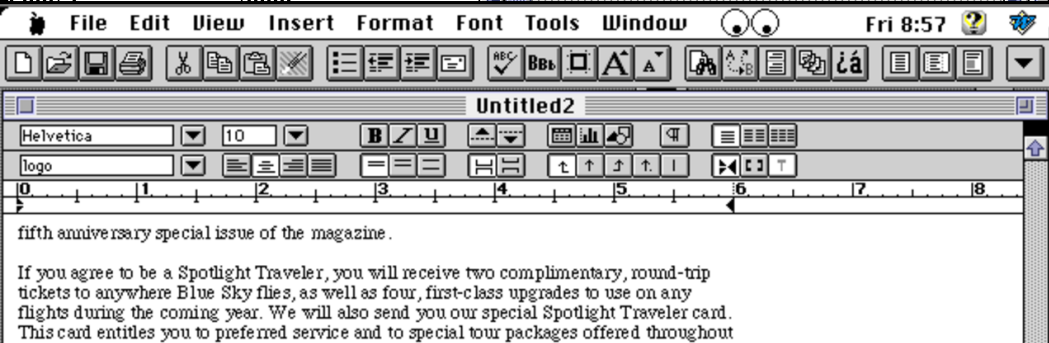 File Edit View Insert Format Font Tools Window Fri 8:57
ABC BBb A A A Z B ¿á
Untitled2
Helvetica 10 B I U ¶
logo T
0 1 2 3 4 5 6 7 8
fifth anniversary special issue of the magazine.
If you agree to be a Spotlight Traveler, you will receive two complimentary, round-trip
tickets to anywhere Blue Sky flies, as well as four, first-class upgrades to use on any
flights during the coming year. We will also send you our special Spotlight Traveler card.
This card entitles you to preferred service and to special tour packages offered throughout